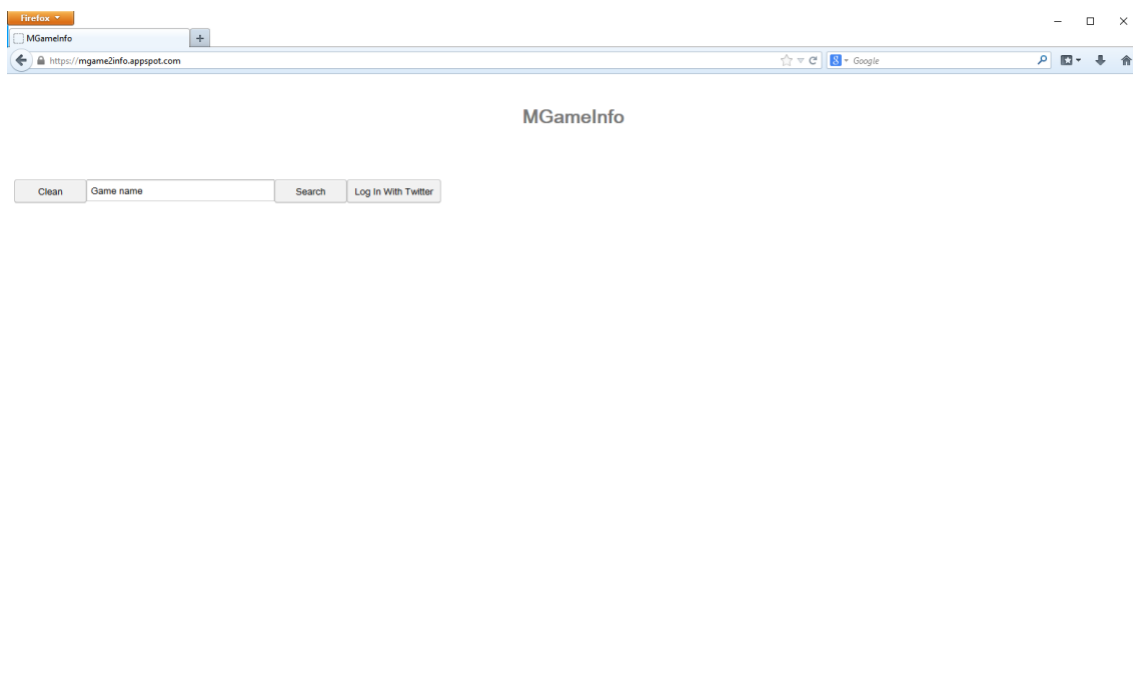 Firefox
MGameInfo
https://mgame2info.appspot.com
Google
MGameInfo
Clean
Game name
Search
Log In With Twitter